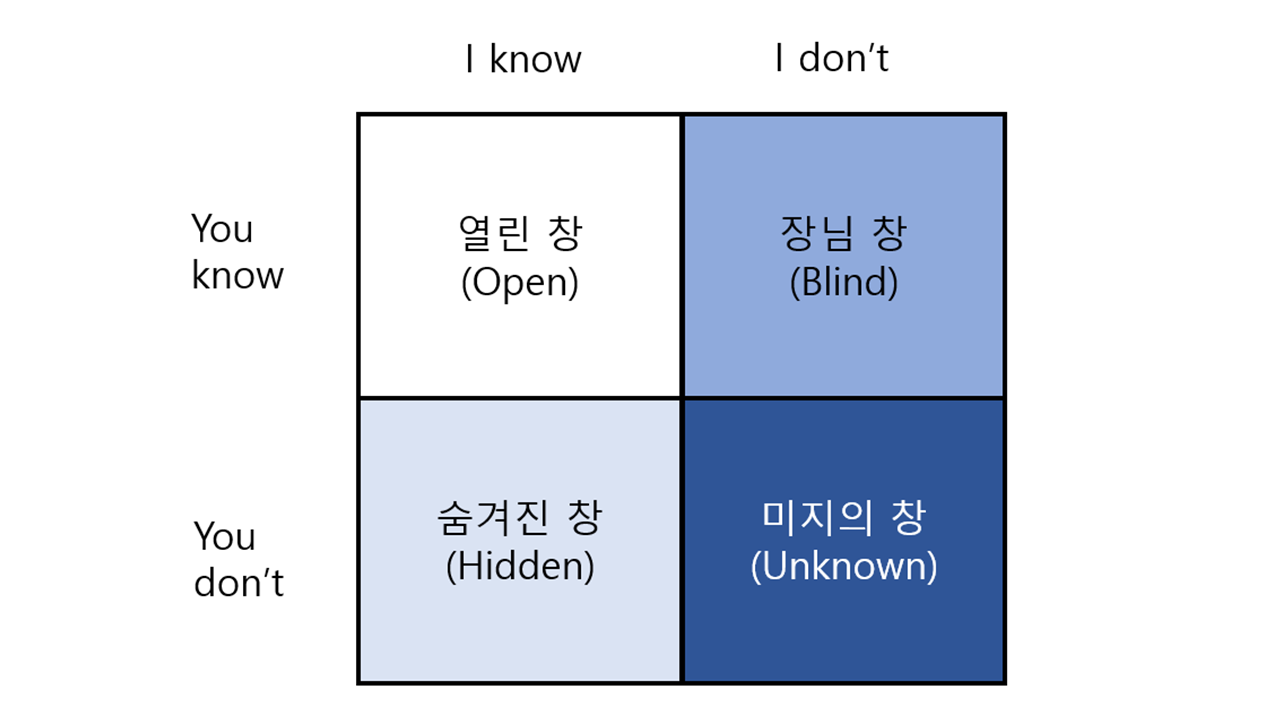 I know
I don’t
You
know
열린 창
(Open)
장님 창
(Blind)
You
don’t
숨겨진 창
(Hidden)
미지의 창
(Unknown)